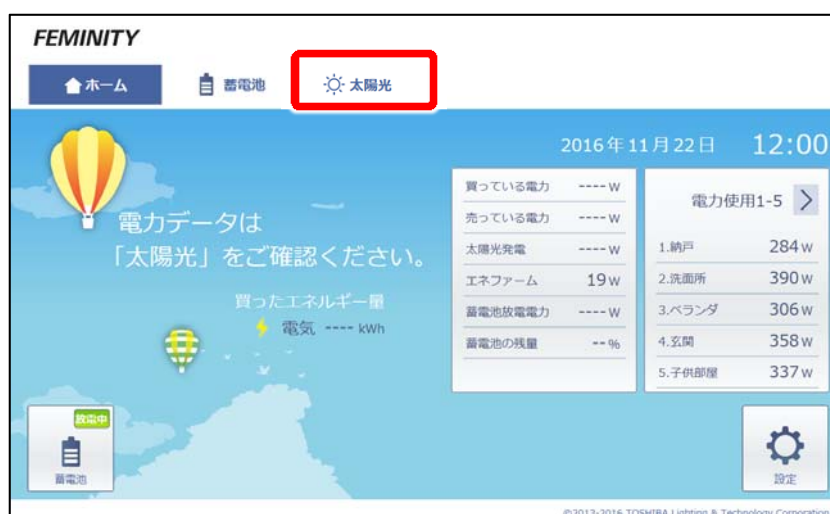 FEMINITY
ホーム
蓄電池
太陽光
2016年11月22日 12:00
電力データは
「太陽光」をご確認ください。
買ったエネルギー量
電気 ---- kWh
買っている電力 ---- W
売っている電力 ---- W
太陽光発電 ---- W
エネファーム 19 W
蓄電池放電電力 ---- W
蓄電池の残量 -- %
電力使用1-5 >
1.納戸 284 W
2.洗面所 390 W
3.ベランダ 306 W
4.玄関 358 W
5.子供部屋 337 W
放電中
蓄電池
設定
©2013-2016 TOSHIBA Lighting & Technology Corporation